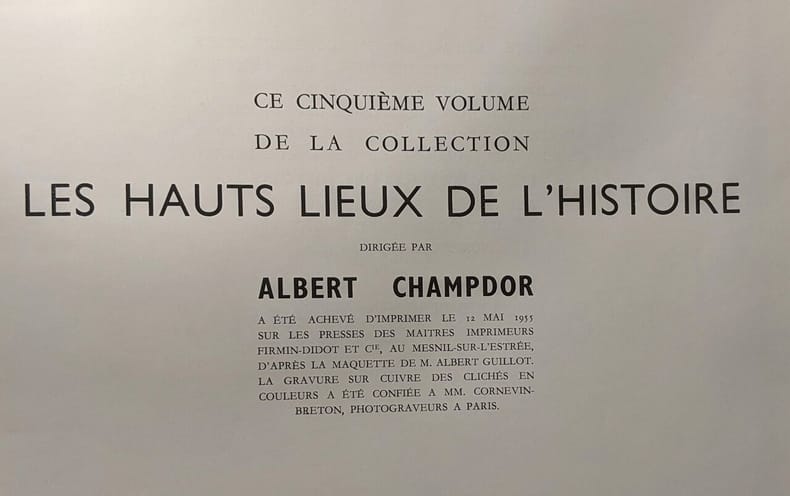 CE CINQUIÈME VOLUME
DE LA COLLECTION
LES HAUTS LIEUX DE L'HISTOIRE
DIRIGÉE PAR
ALBERT CHAMPDOR
A ÉTÉ ACHEVÉ D'IMPRIMER LE 12 MAI 1955
SUR LES PRESSES DES MAITRES IMPRIMEURS
FIRMIN-DIDOT ET CIE, AU MESNIL-SUR-L'ESTRÉE,
D'APRÈS LA MAQUETTE DE M. ALBERT GUILLOT.
LA GRAVURE SUR CUIVRE DES CLICHÉS EN
COULEURS A ÉTÉ CONFIÉE A MM. CORNEVIN-
BRETON, PHOTOGRAVEURS A PARIS.